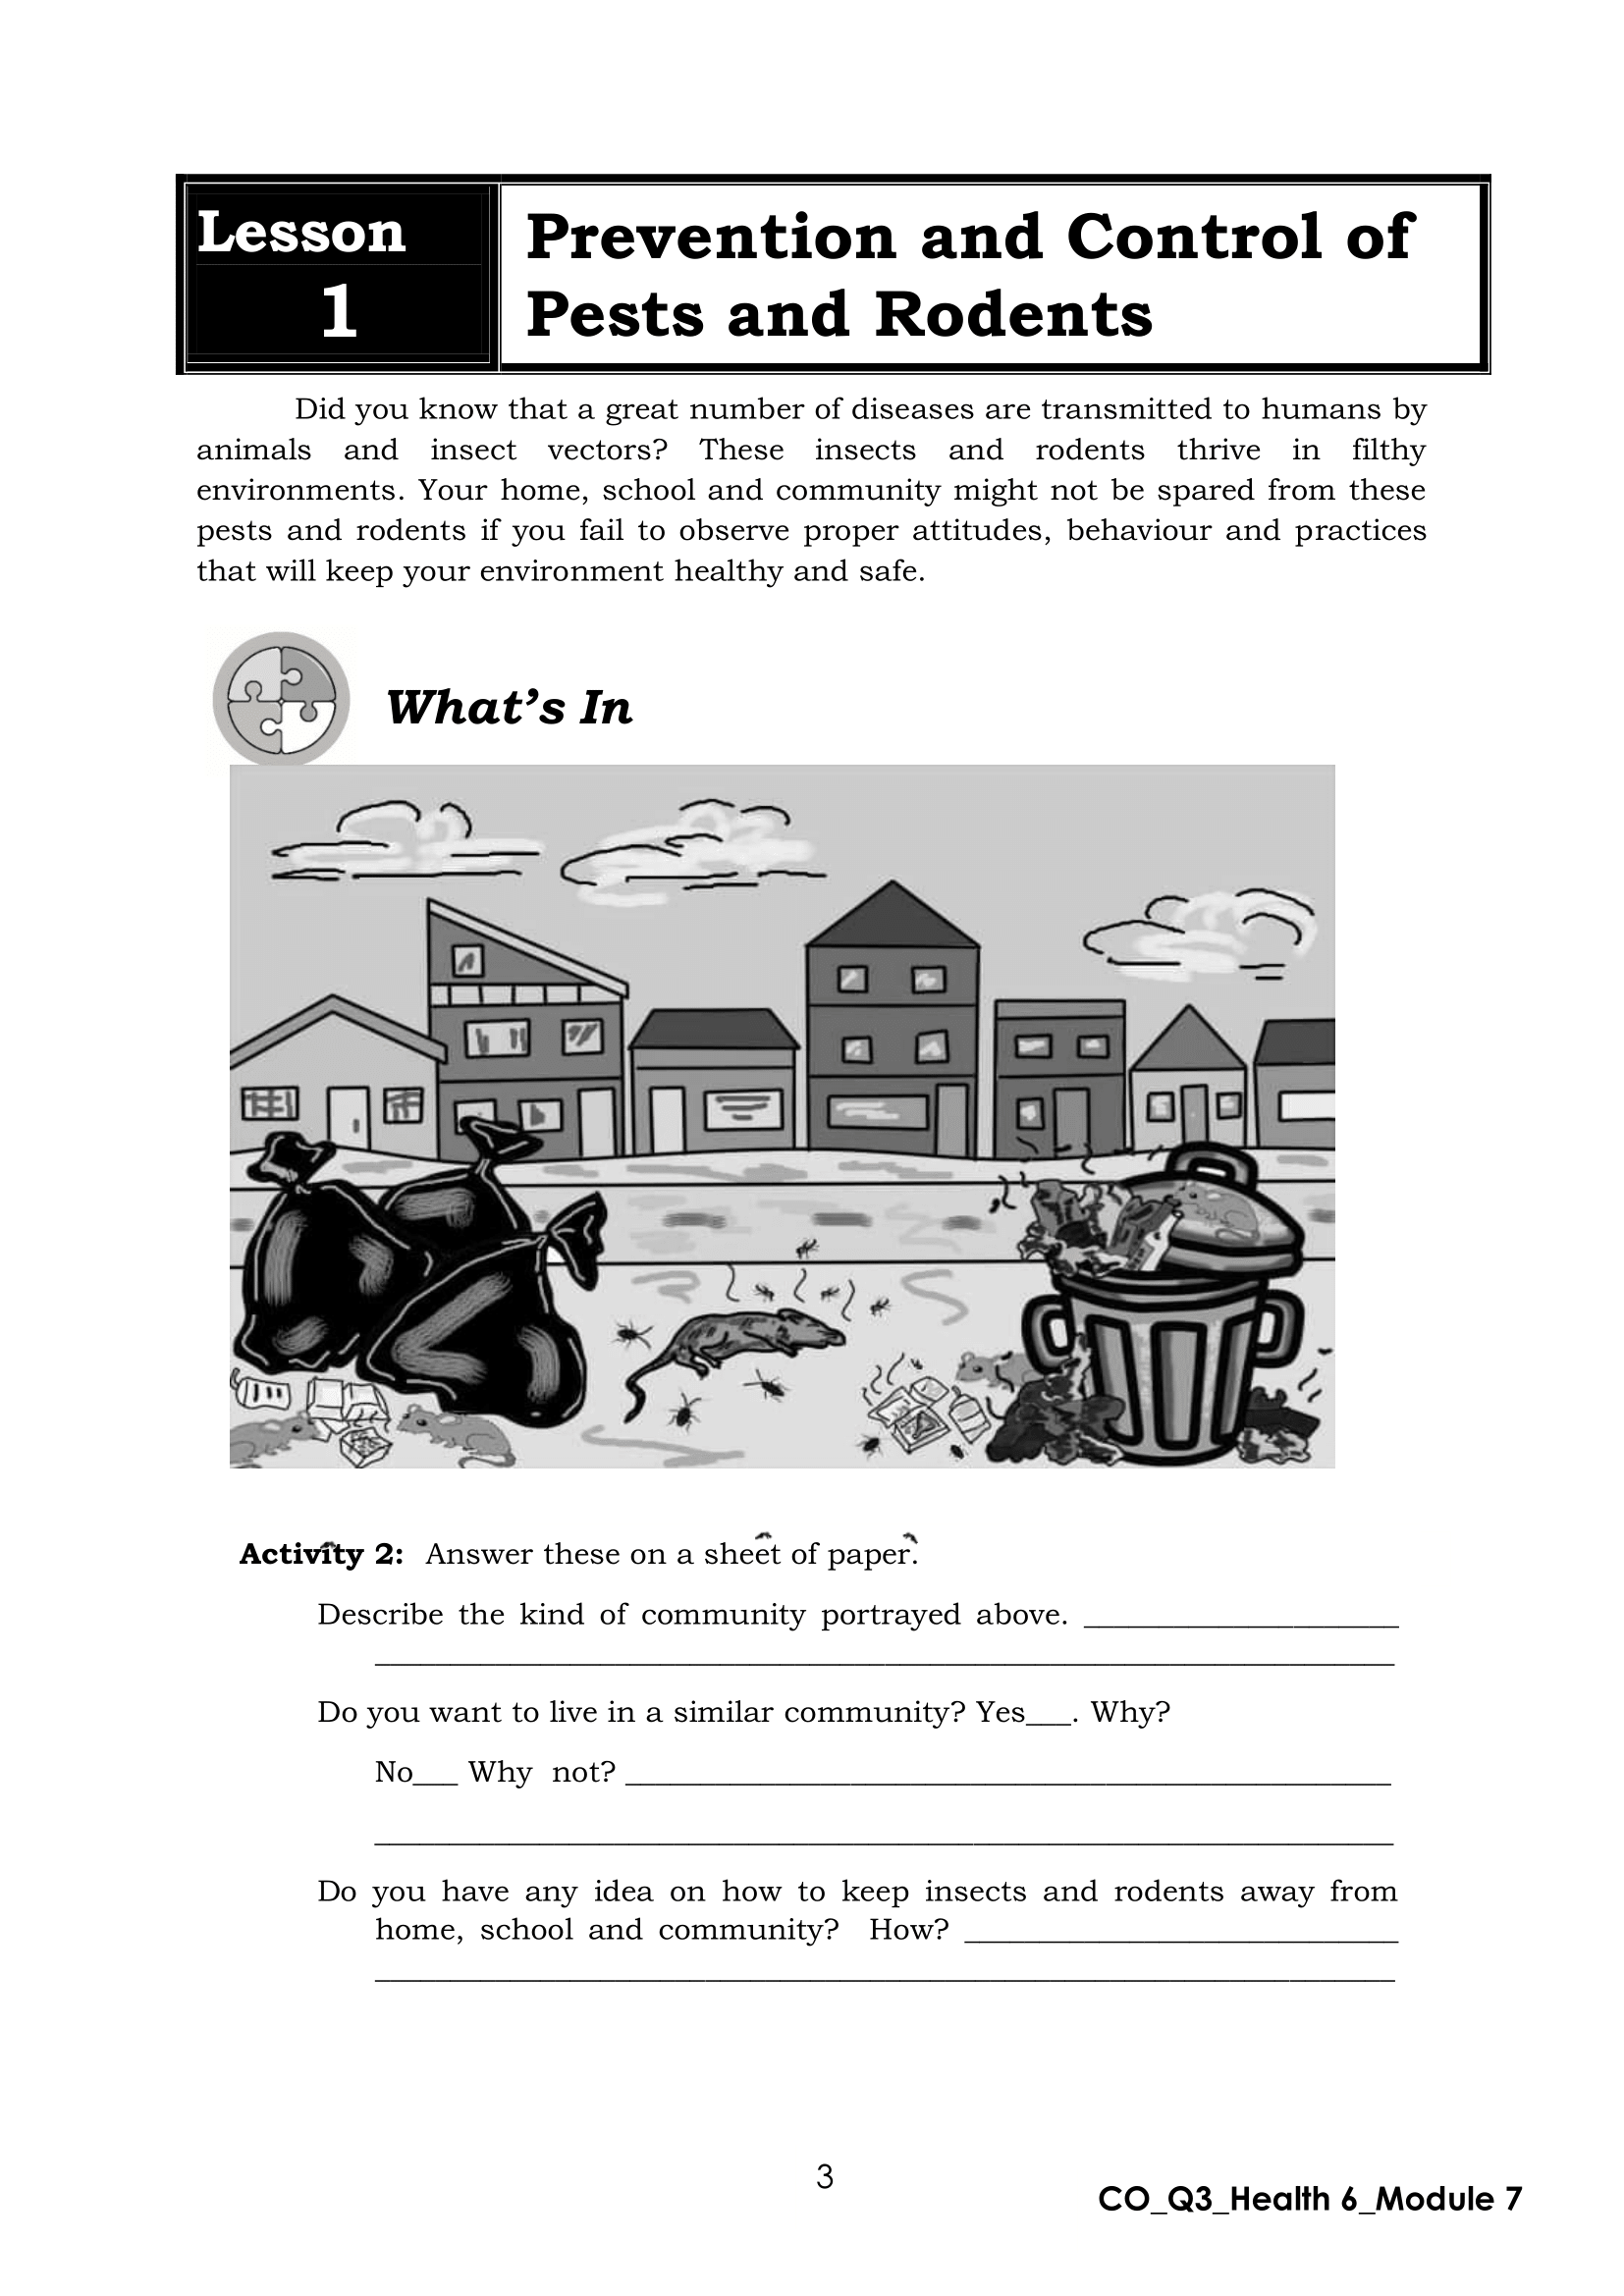 Lesson
1
Prevention and Control of
Pests and Rodents
Did you know that a great number of diseases are transmitted to humans by
animals and insect vectors? These insects and rodents thrive in filthy
environments. Your home, school and community might not be spared from these
pests and rodents if you fail to observe proper attitudes, behaviour and practices
that will keep your environment healthy and safe.
What's In
Activity 2: Answer these on a sheet of paper.
Describe the kind of community portrayed above. _____________________
____________________________________________________________________
Do you want to live in a similar community? Yes___. Why?
No___ Why not? ___________________________________________________
____________________________________________________________________
Do you have any idea on how to keep insects and rodents away from
home, school and community? How? _____________________________
____________________________________________________________________
3
CO_Q3_Health 6_Module 7